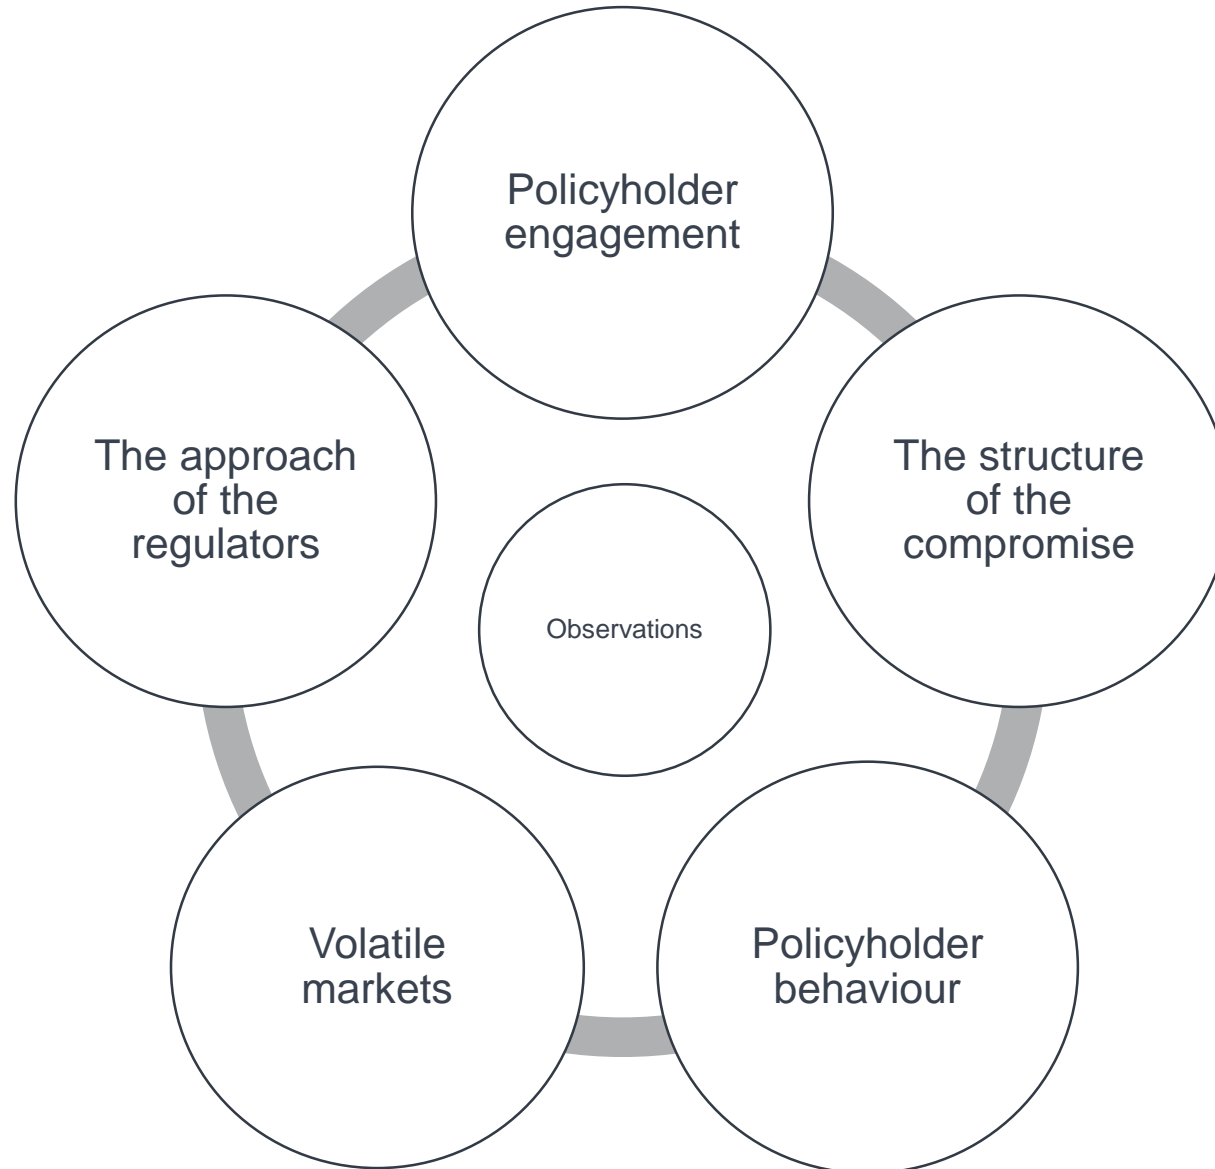 Policyholder
engagement
The approach
of the
regulators
The structure
of the
compromise
Observations
Volatile
markets
Policyholder
behaviour